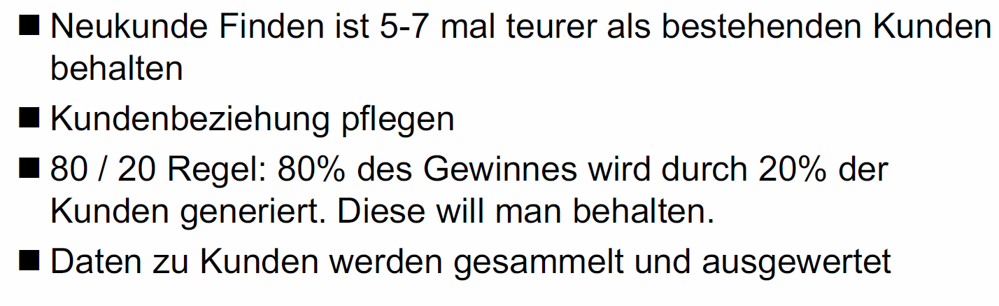 ■ Neukunde Finden ist 5-7 mal teurer als bestehenden Kunden
behalten
■ Kundenbeziehung pflegen
■ 80 / 20 Regel: 80% des Gewinnes wird durch 20% der
Kunden generiert. Diese will man behalten.
■ Daten zu Kunden werden gesammelt und ausgewertet